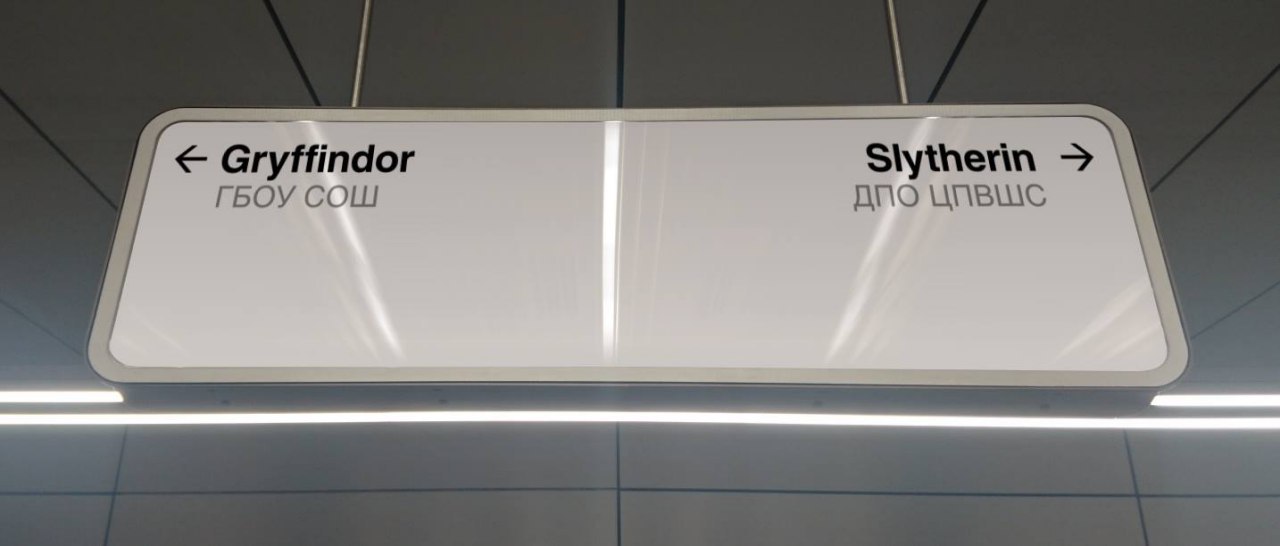 ← Gryffindor
ГБОУ СОШ
Slytherin →
ДПО ЦПВШС